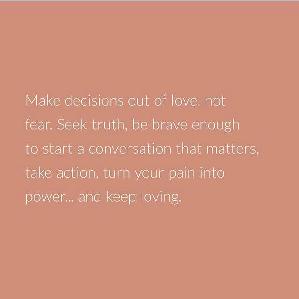 Make decisions out of love, not
fear. Seek truth, be brave enough
to start a conversation that matters,
take action, turn your pain into
power... and keep loving.